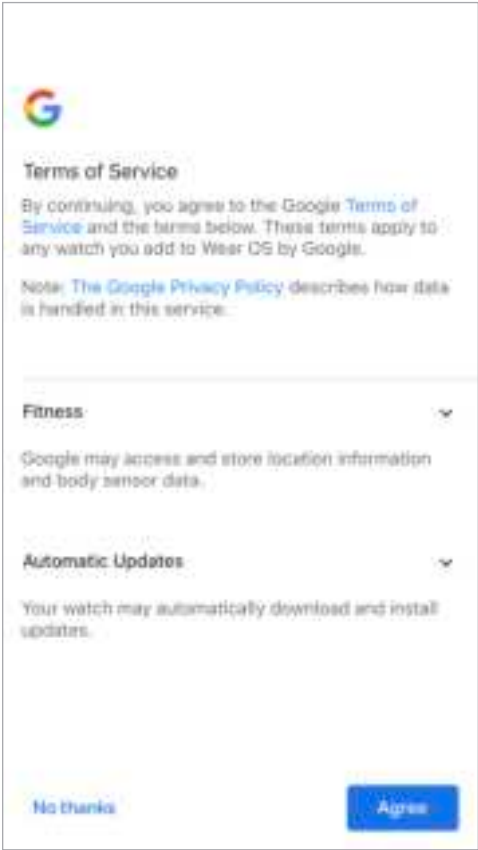 G
Terms of Service
By continuing, you agree to the Google Terms of
Service and the terms below. These terms apply to
any watch you add to Wear OS by Google.
Note: The Google Privacy Policy describes how data
is handled in this service.
Fitness
Google may access and store location information
and body sensor data.
Automatic Updates
Your watch may automatically download and install
updates.
No thanks
Agree